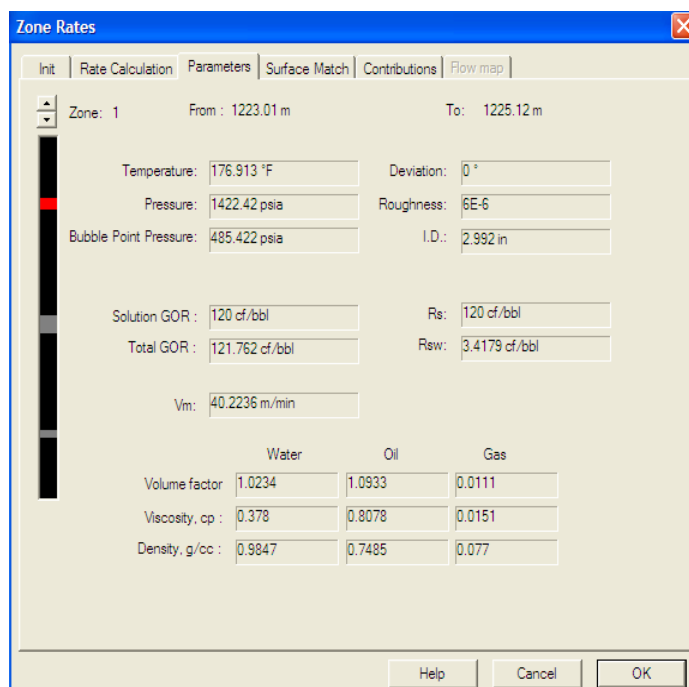 Zone Rates
Init Rate Calculation Parameters Surface Match Contributions Flow map
Zone: 1 From : 1223.01 m To: 1225.12 m
Temperature: 176.913 °F Deviation: 0 °
Pressure: 1422.42 psia Roughness: 6E-6
Bubble Point Pressure: 485.422 psia I.D.: 2.992 in
Solution GOR : 120 cf/bbl Rs: 120 cf/bbl
Total GOR : 121.762 cf/bbl Rsw: 3.4179 cf/bbl
Vm: 40.2236 m/min
Water Oil Gas
Volume factor 1.0234 1.0933 0.0111
Viscosity, cp : 0.378 0.8078 0.0151
Density, g/cc : 0.9847 0.7485 0.077
Help Cancel OK